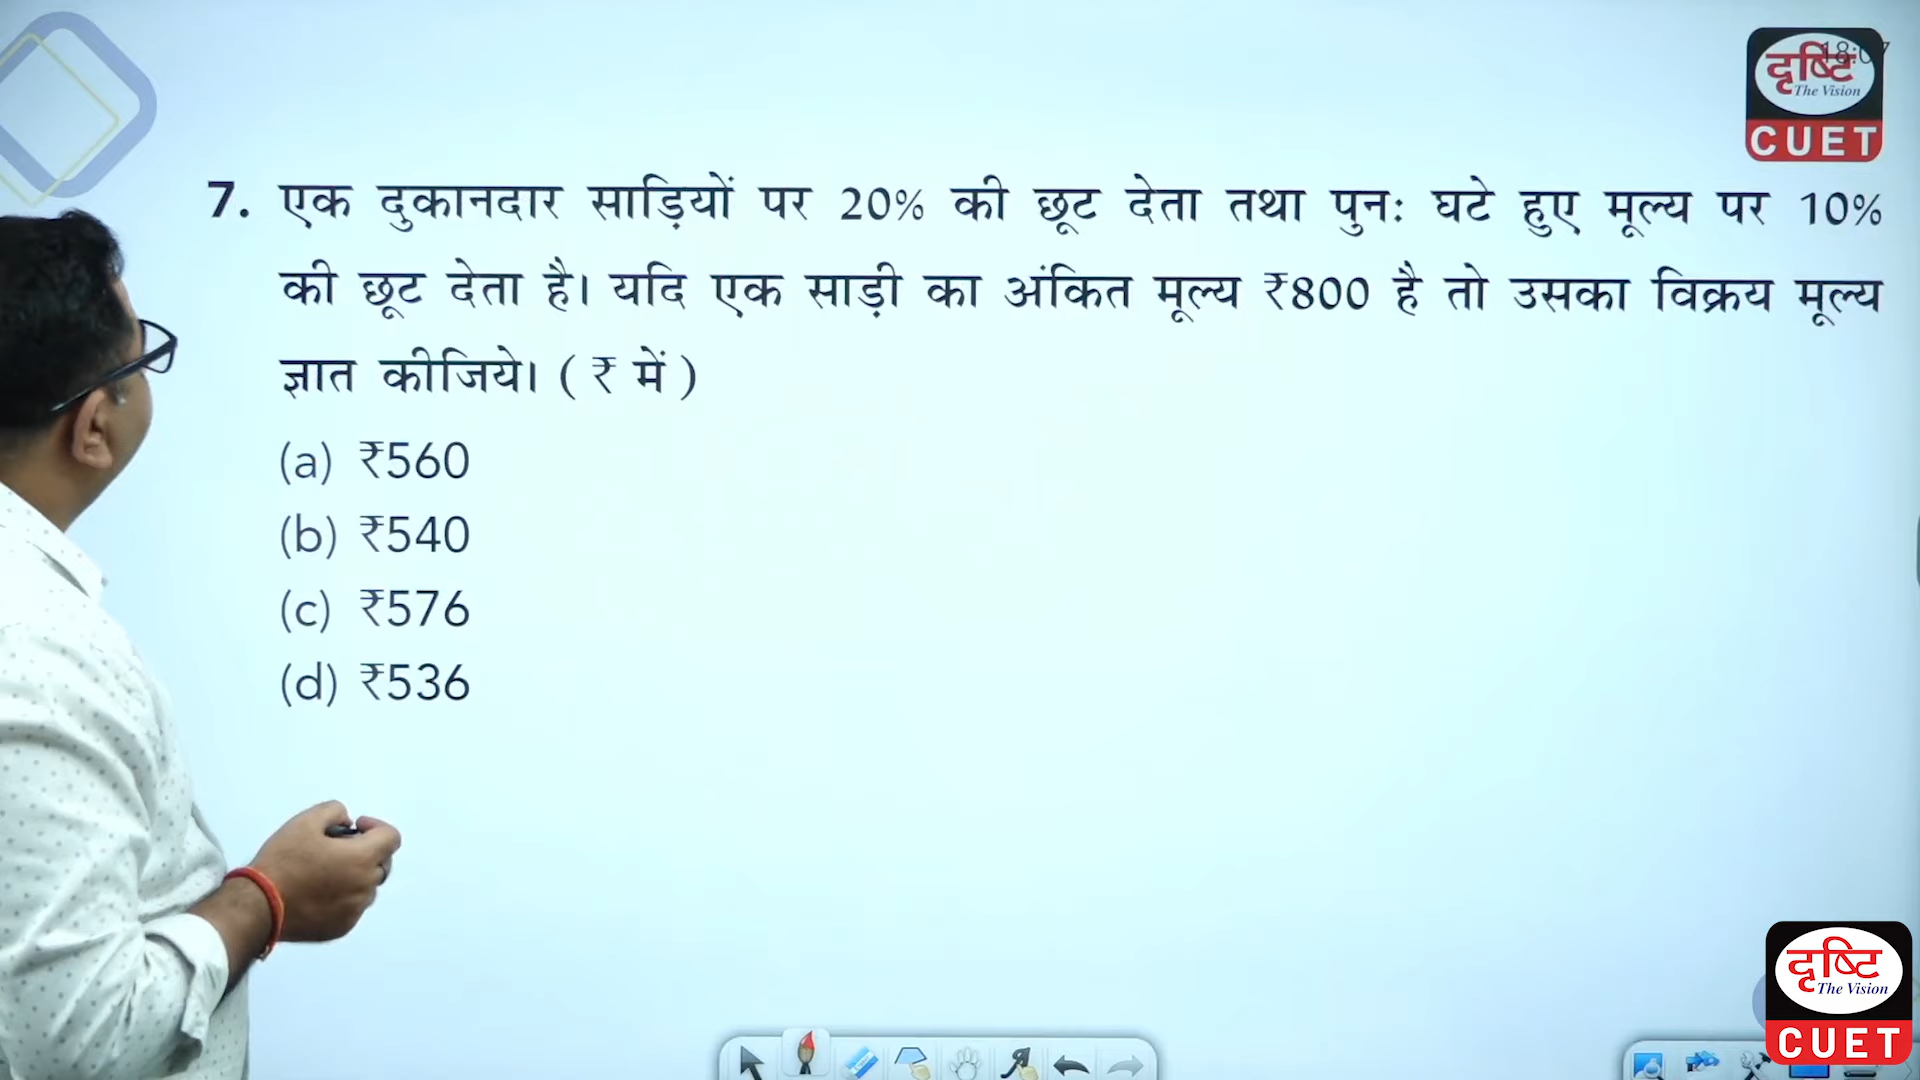 दृष्टि
The Vision
CUET
7. एक दुकानदार साड़ियों पर 20% की छूट देता तथा पुनः घटे हुए मूल्य पर 10%
की छूट देता है। यदि एक साड़ी का अंकित मूल्य ₹800 है तो उसका विक्रय मूल्य
ज्ञात कीजिये। ( ₹ में )
(a) ₹560
(b) ₹540
(c) ₹576
(d) ₹536
दृष्टि
The Vision
CUET